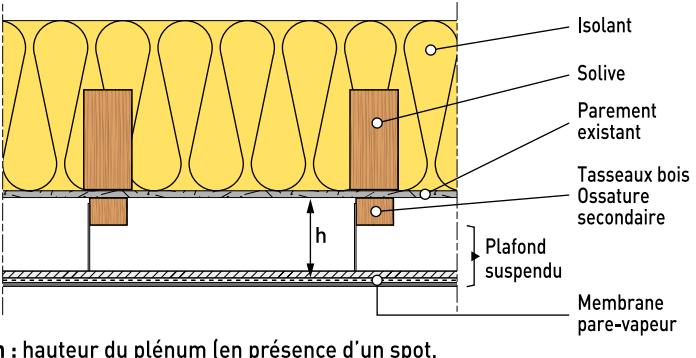 Isolant
Solive
Parement
existant
Tasseaux bois
Ossature
secondaire
h
Plafond
suspendu
Membrane
pare-vapeur
h : hauteur du plénum (en présence d'un spot,